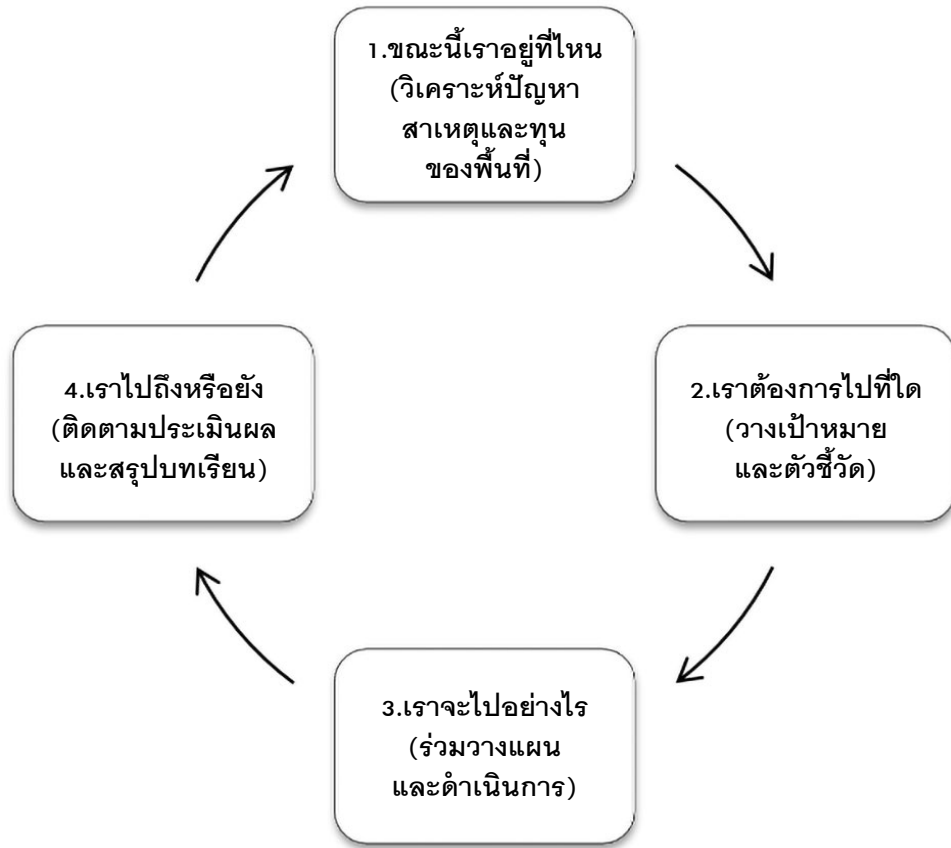 1.ขณะนี้เราอยู่ที่ไหน
(วิเคราะห์ปัญหา
สาเหตุและทุน
ของพื้นที่)
2.เราต้องการไปที่ใด
(วางเป้าหมาย
และตัวชี้วัด)
3.เราจะไปอย่างไร
(ร่วมวางแผน
และดำเนินการ)
4.เราไปถึงหรือยัง
(ติดตามประเมินผล
และสรุปบทเรียน)